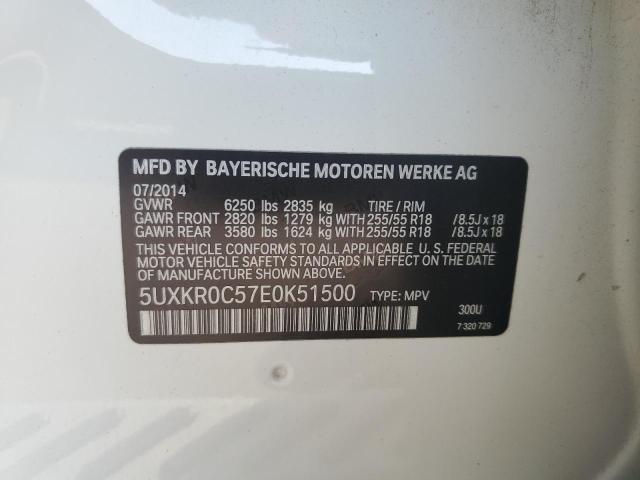 MFD BY BAYERISCHE MOTOREN WERKE AG
07/2014
GVWR 6250 lbs 2835 kg TIRE / RIM
GAWR FRONT 2820 lbs 1279 kg WITH 255/55 R18 /8.5J x 18
GAWR REAR 3580 lbs 1624 kg WITH 255/55 R18 /8.5J x 18
THIS VEHICLE CONFORMS TO ALL APPLICABLE U. S. FEDERAL
MOTOR VEHICLE SAFETY STANDARDS IN EFFECT ON THE DATE
OF MANUFACTURE SHOWN ABOVE.
5UXKR0C57E0K51500 TYPE: MPV
300U
7 320 729